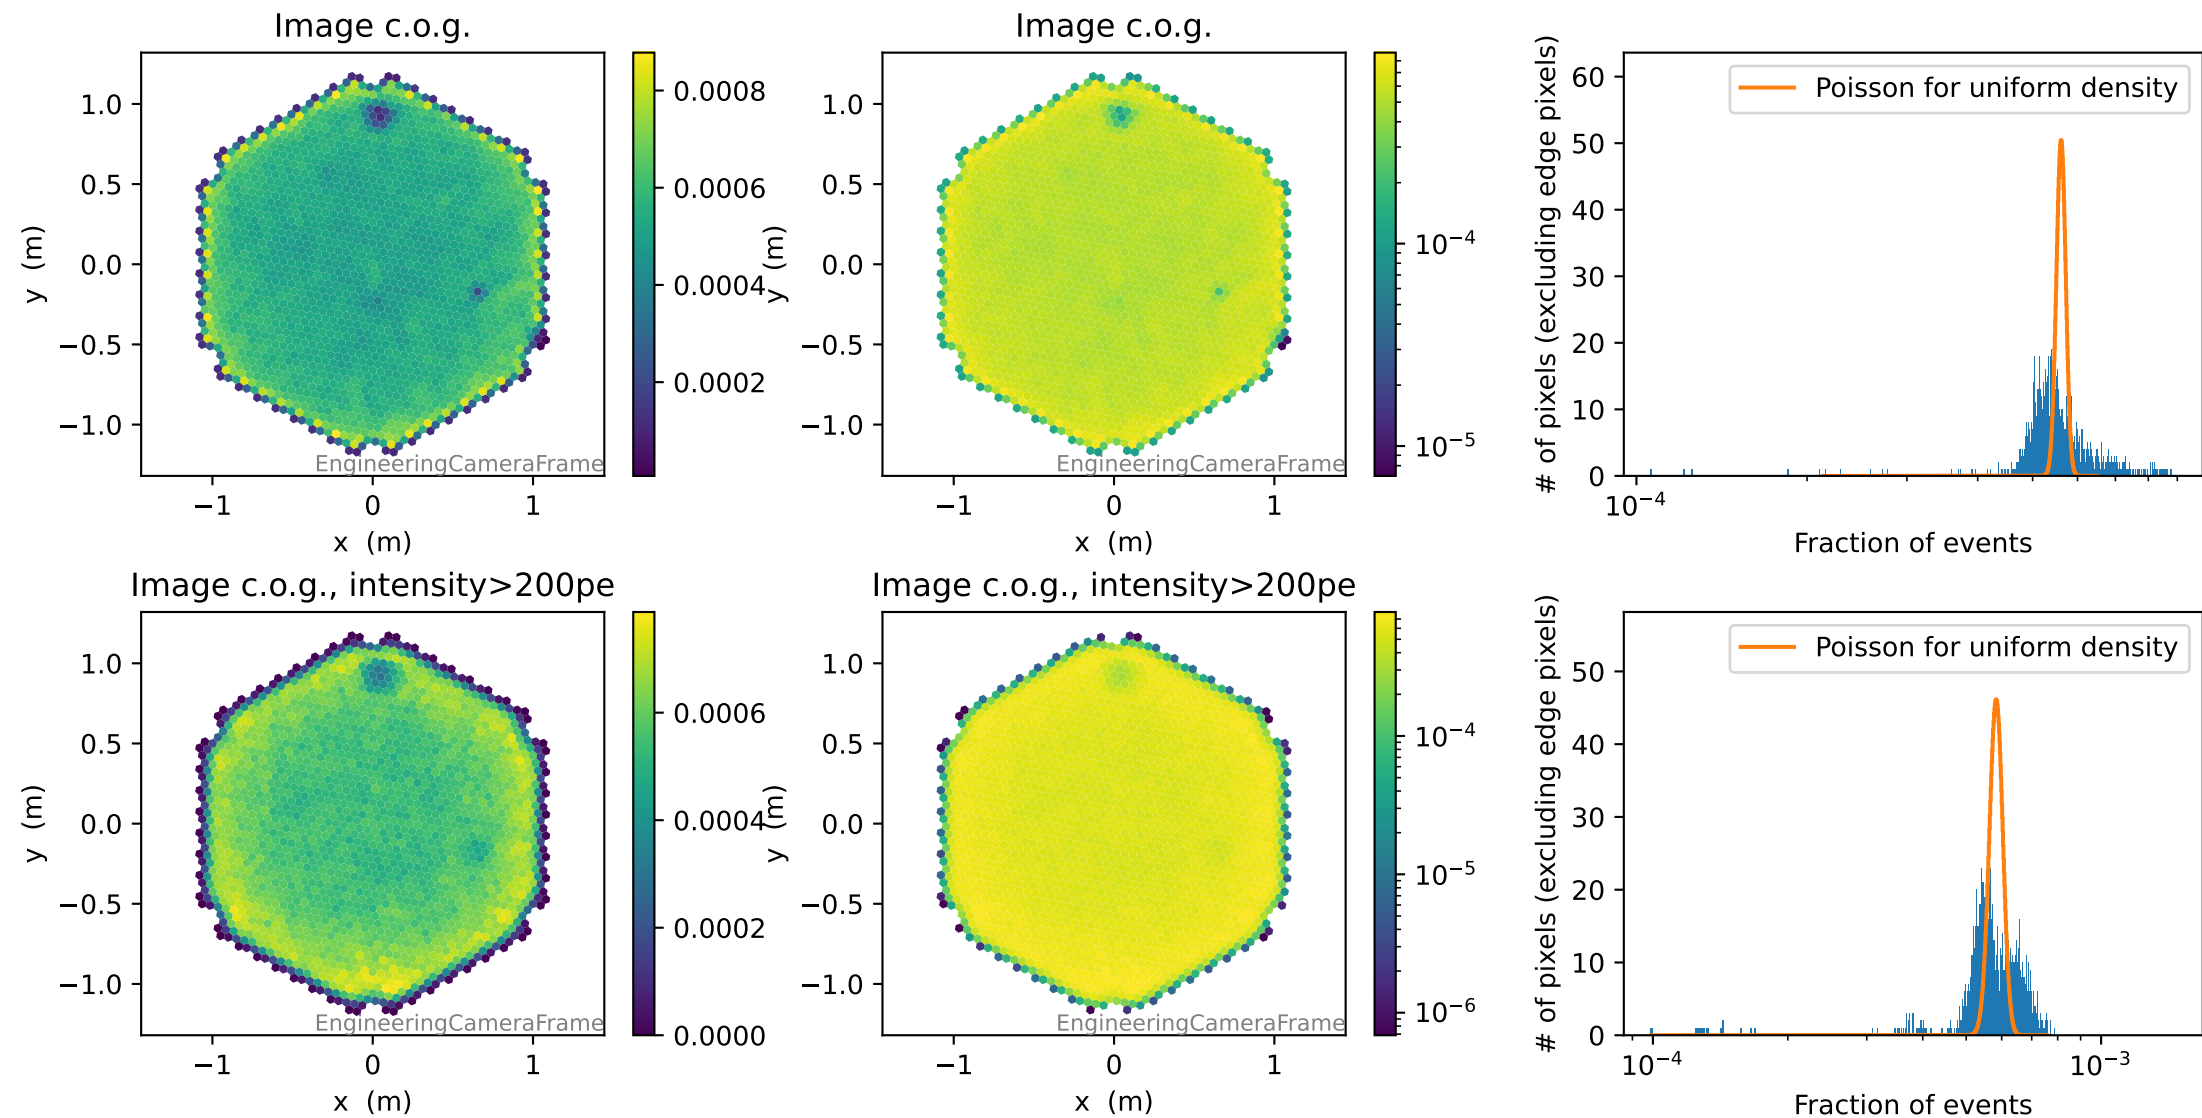 Image c.o.g.
y (m)
1.0
0.5
0.0
−0.5
−1.0
EngineeringCameraFrame
−1 0 1
x (m)
0.0008
0.0006
0.0004
0.0002
Image c.o.g.
y (m)
1.0
0.5
0.0
−0.5
−1.0
EngineeringCameraFrame
−1 0 1
x (m)
10⁻⁴
10⁻⁵
# of pixels (excluding edge pixels)
60
50
40
30
20
10
0
Poisson for uniform density
10⁻⁴
Fraction of events
Image c.o.g., intensity>200pe
y (m)
1.0
0.5
0.0
−0.5
−1.0
EngineeringCameraFrame
−1 0 1
x (m)
0.0006
0.0004
0.0002
0.0000
Image c.o.g., intensity>200pe
y (m)
1.0
0.5
0.0
−0.5
−1.0
EngineeringCameraFrame
−1 0 1
x (m)
10⁻⁴
10⁻⁵
10⁻⁶
# of pixels (excluding edge pixels)
50
40
30
20
10
0
Poisson for uniform density
10⁻⁴ 10⁻³
Fraction of events